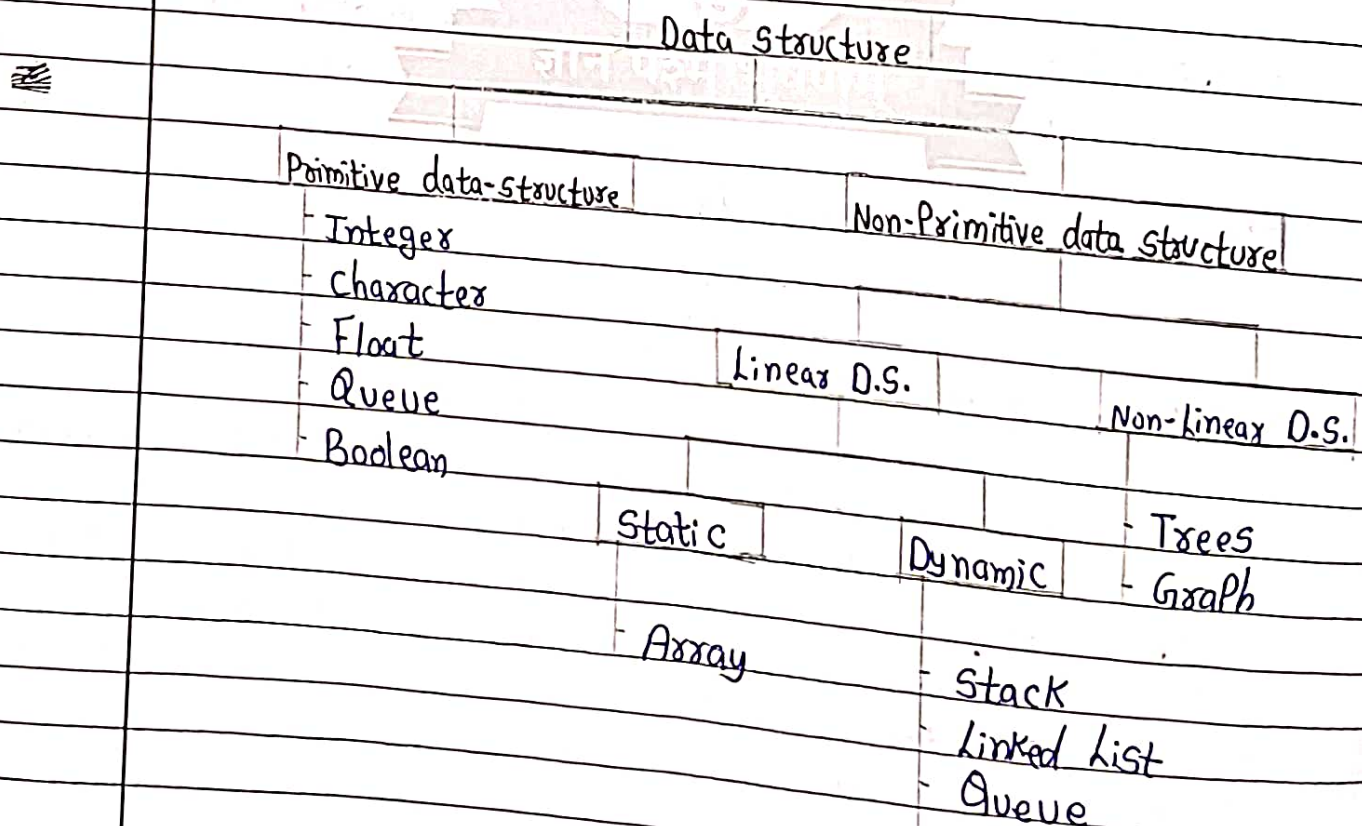 Data Structure
Primitive data-structure
Non-Primitive data structure
- Integer
- Character
- Float
- Queue
- Boolean
Linear D.S.
Non-Linear D.S.
Static
Dynamic
- Trees
- Graph
- Array
- Stack
- Linked List
- Queue